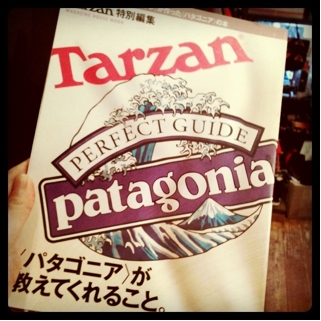 Tarzan 特別編集
Tarzan
PERFECT GUIDE
patagonia
〈パタゴニア〉が
教えてくれること。